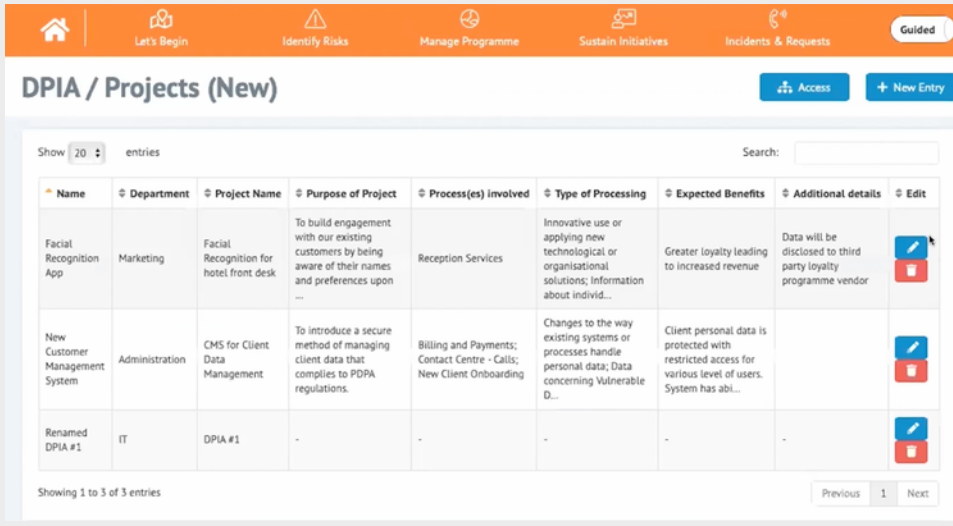 Let's Begin
Identify Risks
Manage Programme
Sustain Initiatives
Incidents & Requests
Guided
DPIA / Projects (New)
Access
+ New Entry
Show 20 entries
Search:
Name
Department
Project Name
Purpose of Project
Process(es) involved
Type of Processing
Expected Benefits
Additional details
Edit
Facial
Recognition
App
Marketing
Facial
Recognition for
hotel front desk
To build engagement
with our existing
customers by being
aware of their names
and preferences upon
...
Reception Services
Innovative use or
applying new
technological or
organisational
solutions; Information
about individ...
Greater loyalty leading
to increased revenue
Data will be
disclosed to third
party loyalty
programme vendor
New
Customer
Management
System
Administration
CMS for Client
Data
Management
To introduce a secure
method of managing
client data that
complies to PDPA
regulations.
Billing and Payments;
Contact Centre - Calls;
New Client Onboarding
Changes to the way
existing systems or
processes handle
personal data; Data
concerning Vulnerable
D...
Client personal data is
protected with
restricted access for
various level of users.
System has abi...
Renamed
DPIA #1
IT
DPIA #1
-
-
-
-
-
Showing 1 to 3 of 3 entries
Previous
1
Next